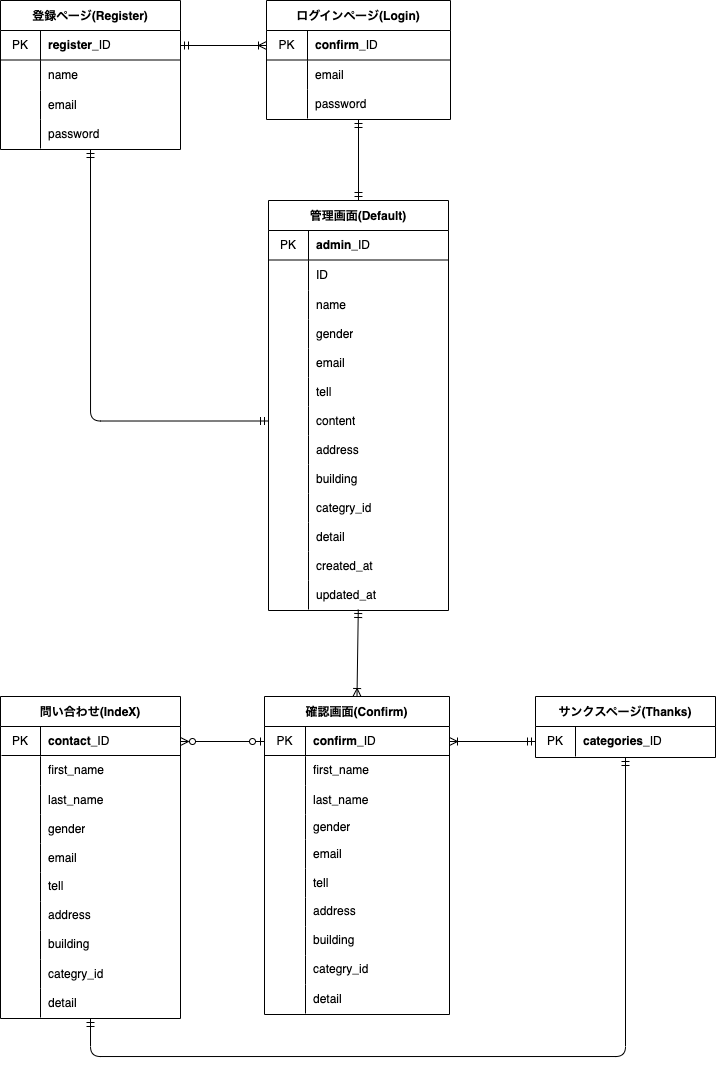 登録ページ(Register)
PK register_ID
name
email
password
ログインページ(Login)
PK confirm_ID
email
password
管理画面(Default)
PK admin_ID
ID
name
gender
email
tell
content
address
building
categry_id
detail
created_at
updated_at
問い合わせ(IndeX)
PK contact_ID
first_name
last_name
gender
email
tell
address
building
categry_id
detail
確認画面(Confirm)
PK confirm_ID
first_name
last_name
gender
email
tell
address
building
categry_id
detail
サンクスページ(Thanks)
PK categories_ID